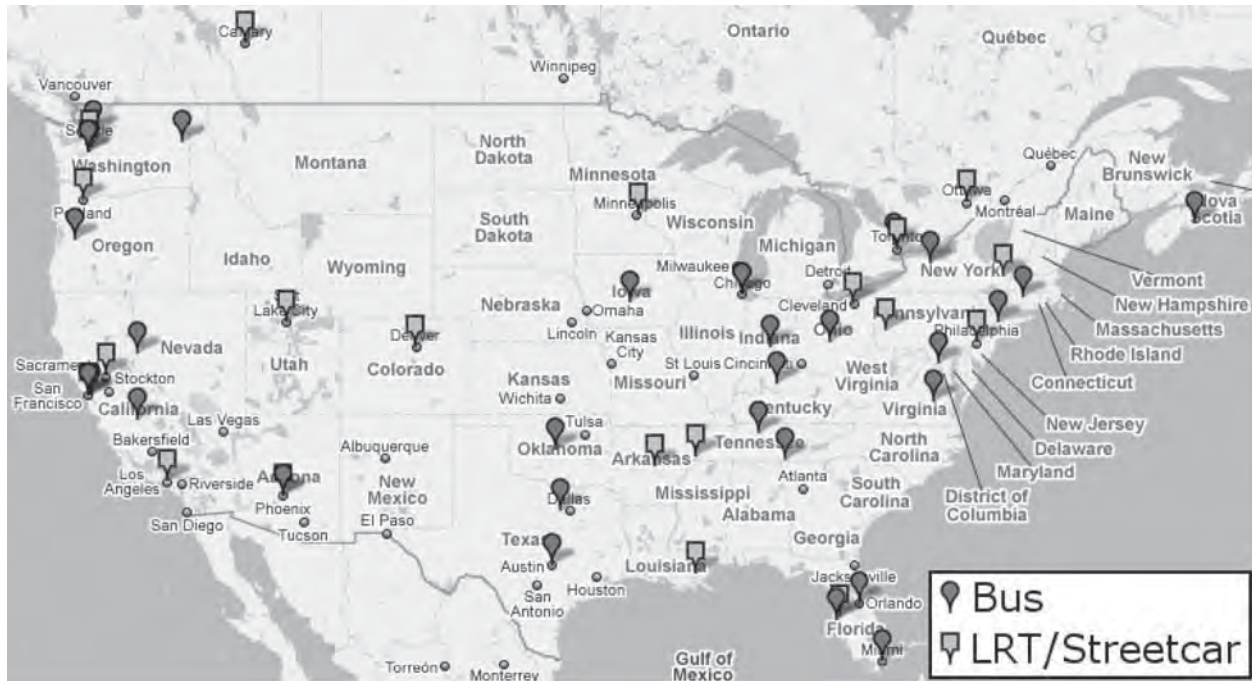 Ontario
Québec
Calgary
Winnipeg
Vancouver
Washington
Montana
North
Dakota
Minnesota
Québec
New
Brunswick
Ottawa
Montréal
Maine
Nova
Scotia
Portland
Oregon
Idaho
Wyoming
South
Dakota
Minneapolis
Wisconsin
Michigan
Toronto
New York
Vermont
New Hampshire
Massachusetts
Rhode Island
Connecticut
New Jersey
Delaware
Maryland
District of
Columbia
Milwaukee
Chicago
Detroit
Cleveland
Iowa
Nebraska
Omaha
Lincoln
Illinois
Indiana
Ohio
Philadelphia
Lake City
Nevada
Utah
Denver
Colorado
Kansas
City
Kansas
Wichita
Missouri
St Louis
West
Virginia
Virginia
San
Francisco
Stockton
California
Las Vegas
Bakersfield
Los
Angeles
Riverside
San Diego
Arizona
Phoenix
Tucson
Albuquerque
New
Mexico
El Paso
Oklahoma
Tulsa
Arkansas
Tennessee
North
Carolina
South
Carolina
Atlanta
Mississippi
Alabama
Georgia
Dallas
Texas
Austin
San
Antonio
Houston
Louisiana
Orlando
Florida
Miami
Gulf of
Mexico
Torreón
Monterrey
Bus
LRT/Streetcar